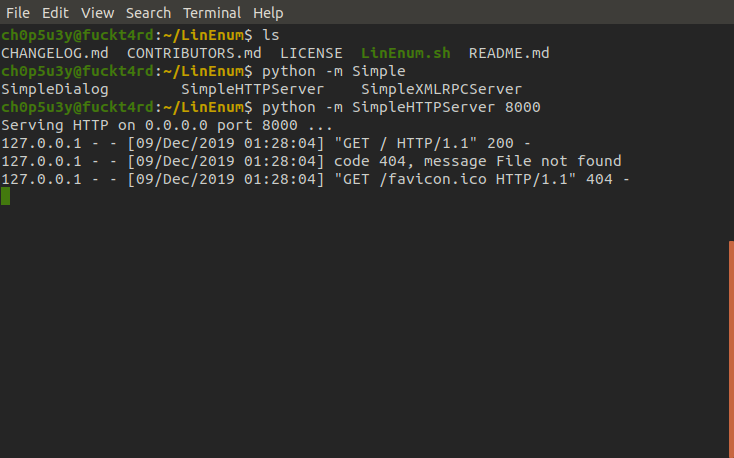 File Edit View Search Terminal Help
ch0p5u3y@fuckt4rd:~/LinEnum$ ls
CHANGELOG.md  CONTRIBUTORS.md  LICENSE  LinEnum.sh  README.md
ch0p5u3y@fuckt4rd:~/LinEnum$ python -m Simple
SimpleDialog        SimpleHTTPServer    SimpleXMLRPCServer
ch0p5u3y@fuckt4rd:~/LinEnum$ python -m SimpleHTTPServer 8000
Serving HTTP on 0.0.0.0 port 8000 ...
127.0.0.1 - - [09/Dec/2019 01:28:04] "GET / HTTP/1.1" 200 -
127.0.0.1 - - [09/Dec/2019 01:28:04] code 404, message File not found
127.0.0.1 - - [09/Dec/2019 01:28:04] "GET /favicon.ico HTTP/1.1" 404 -